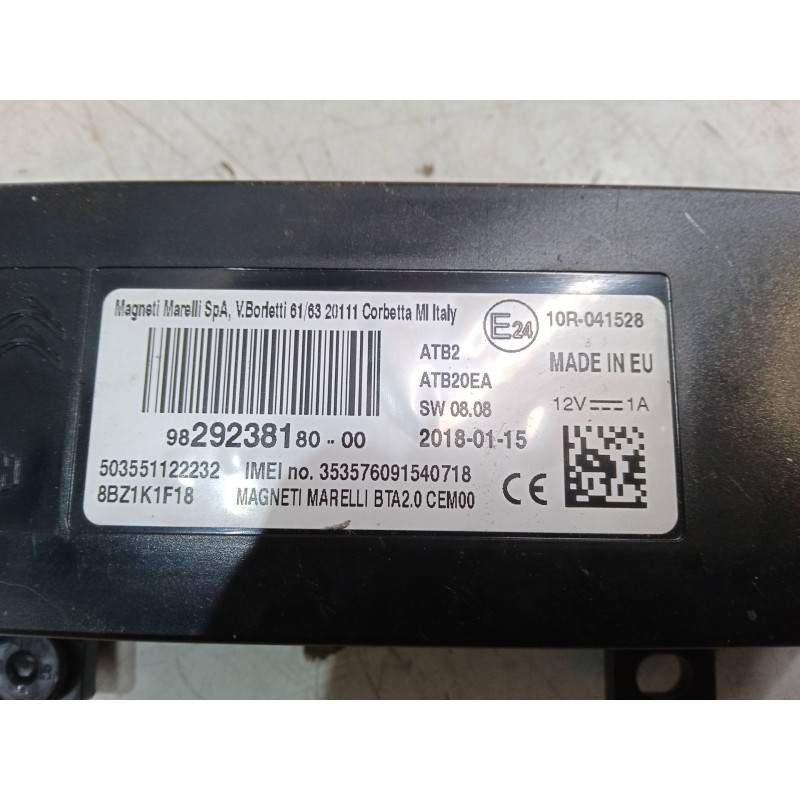 Magneti Marelli SpA, V.Borletti 61/63 20111 Corbetta MI Italy
E24 10R-041528
ATB2
MADE IN EU
ATB20EA
SW 08.08
12V 1A
9829238180-00
2018-01-15
503551122232 IMEI no. 353576091540718
8BZ1K1F18 MAGNETI MARELLI BTA2.0 CEM00
CE